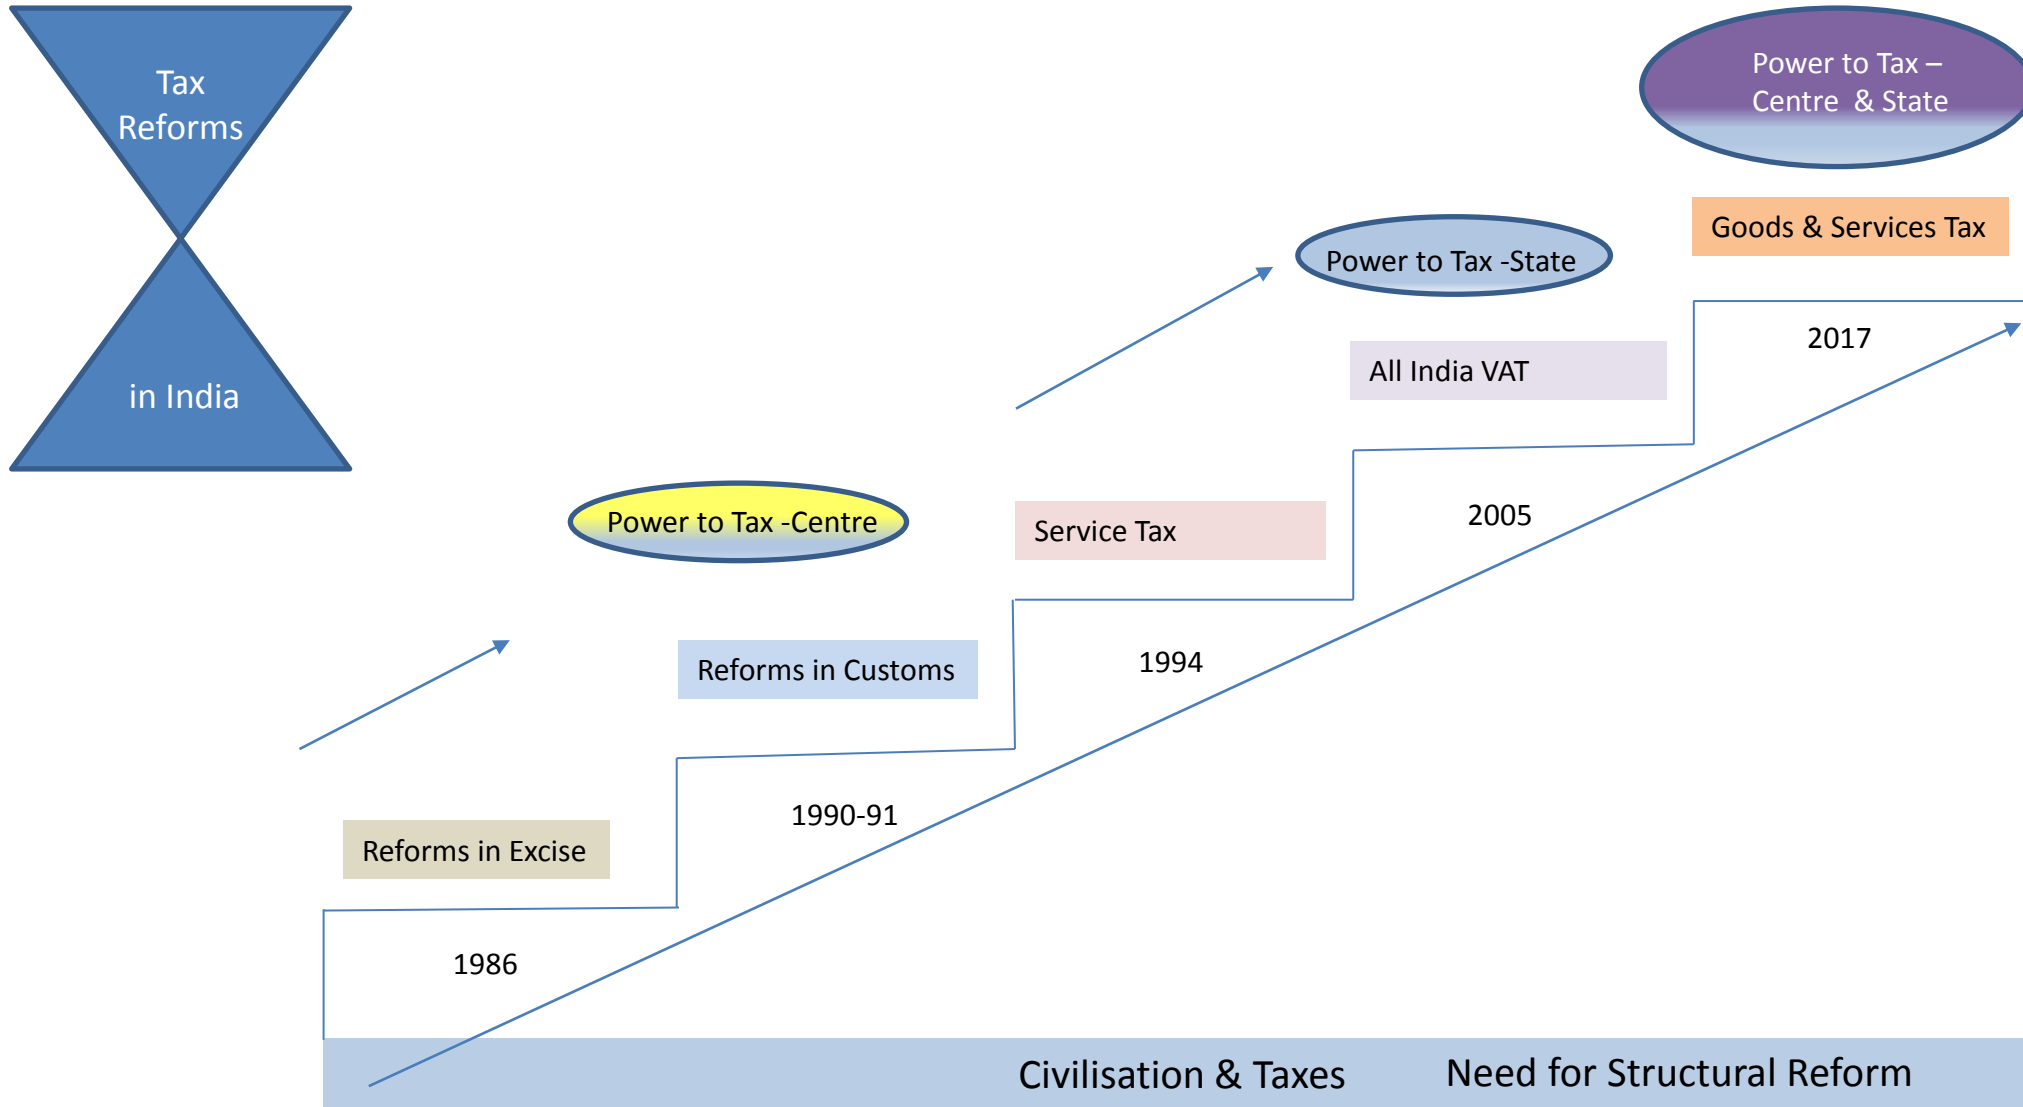 Tax
Reforms
in India
Power to Tax –
Centre & State
Goods & Services Tax
2017
Power to Tax -State
All India VAT
2005
Power to Tax -Centre
Service Tax
1994
Reforms in Customs
1990-91
Reforms in Excise
1986
Civilisation & Taxes
Need for Structural Reform